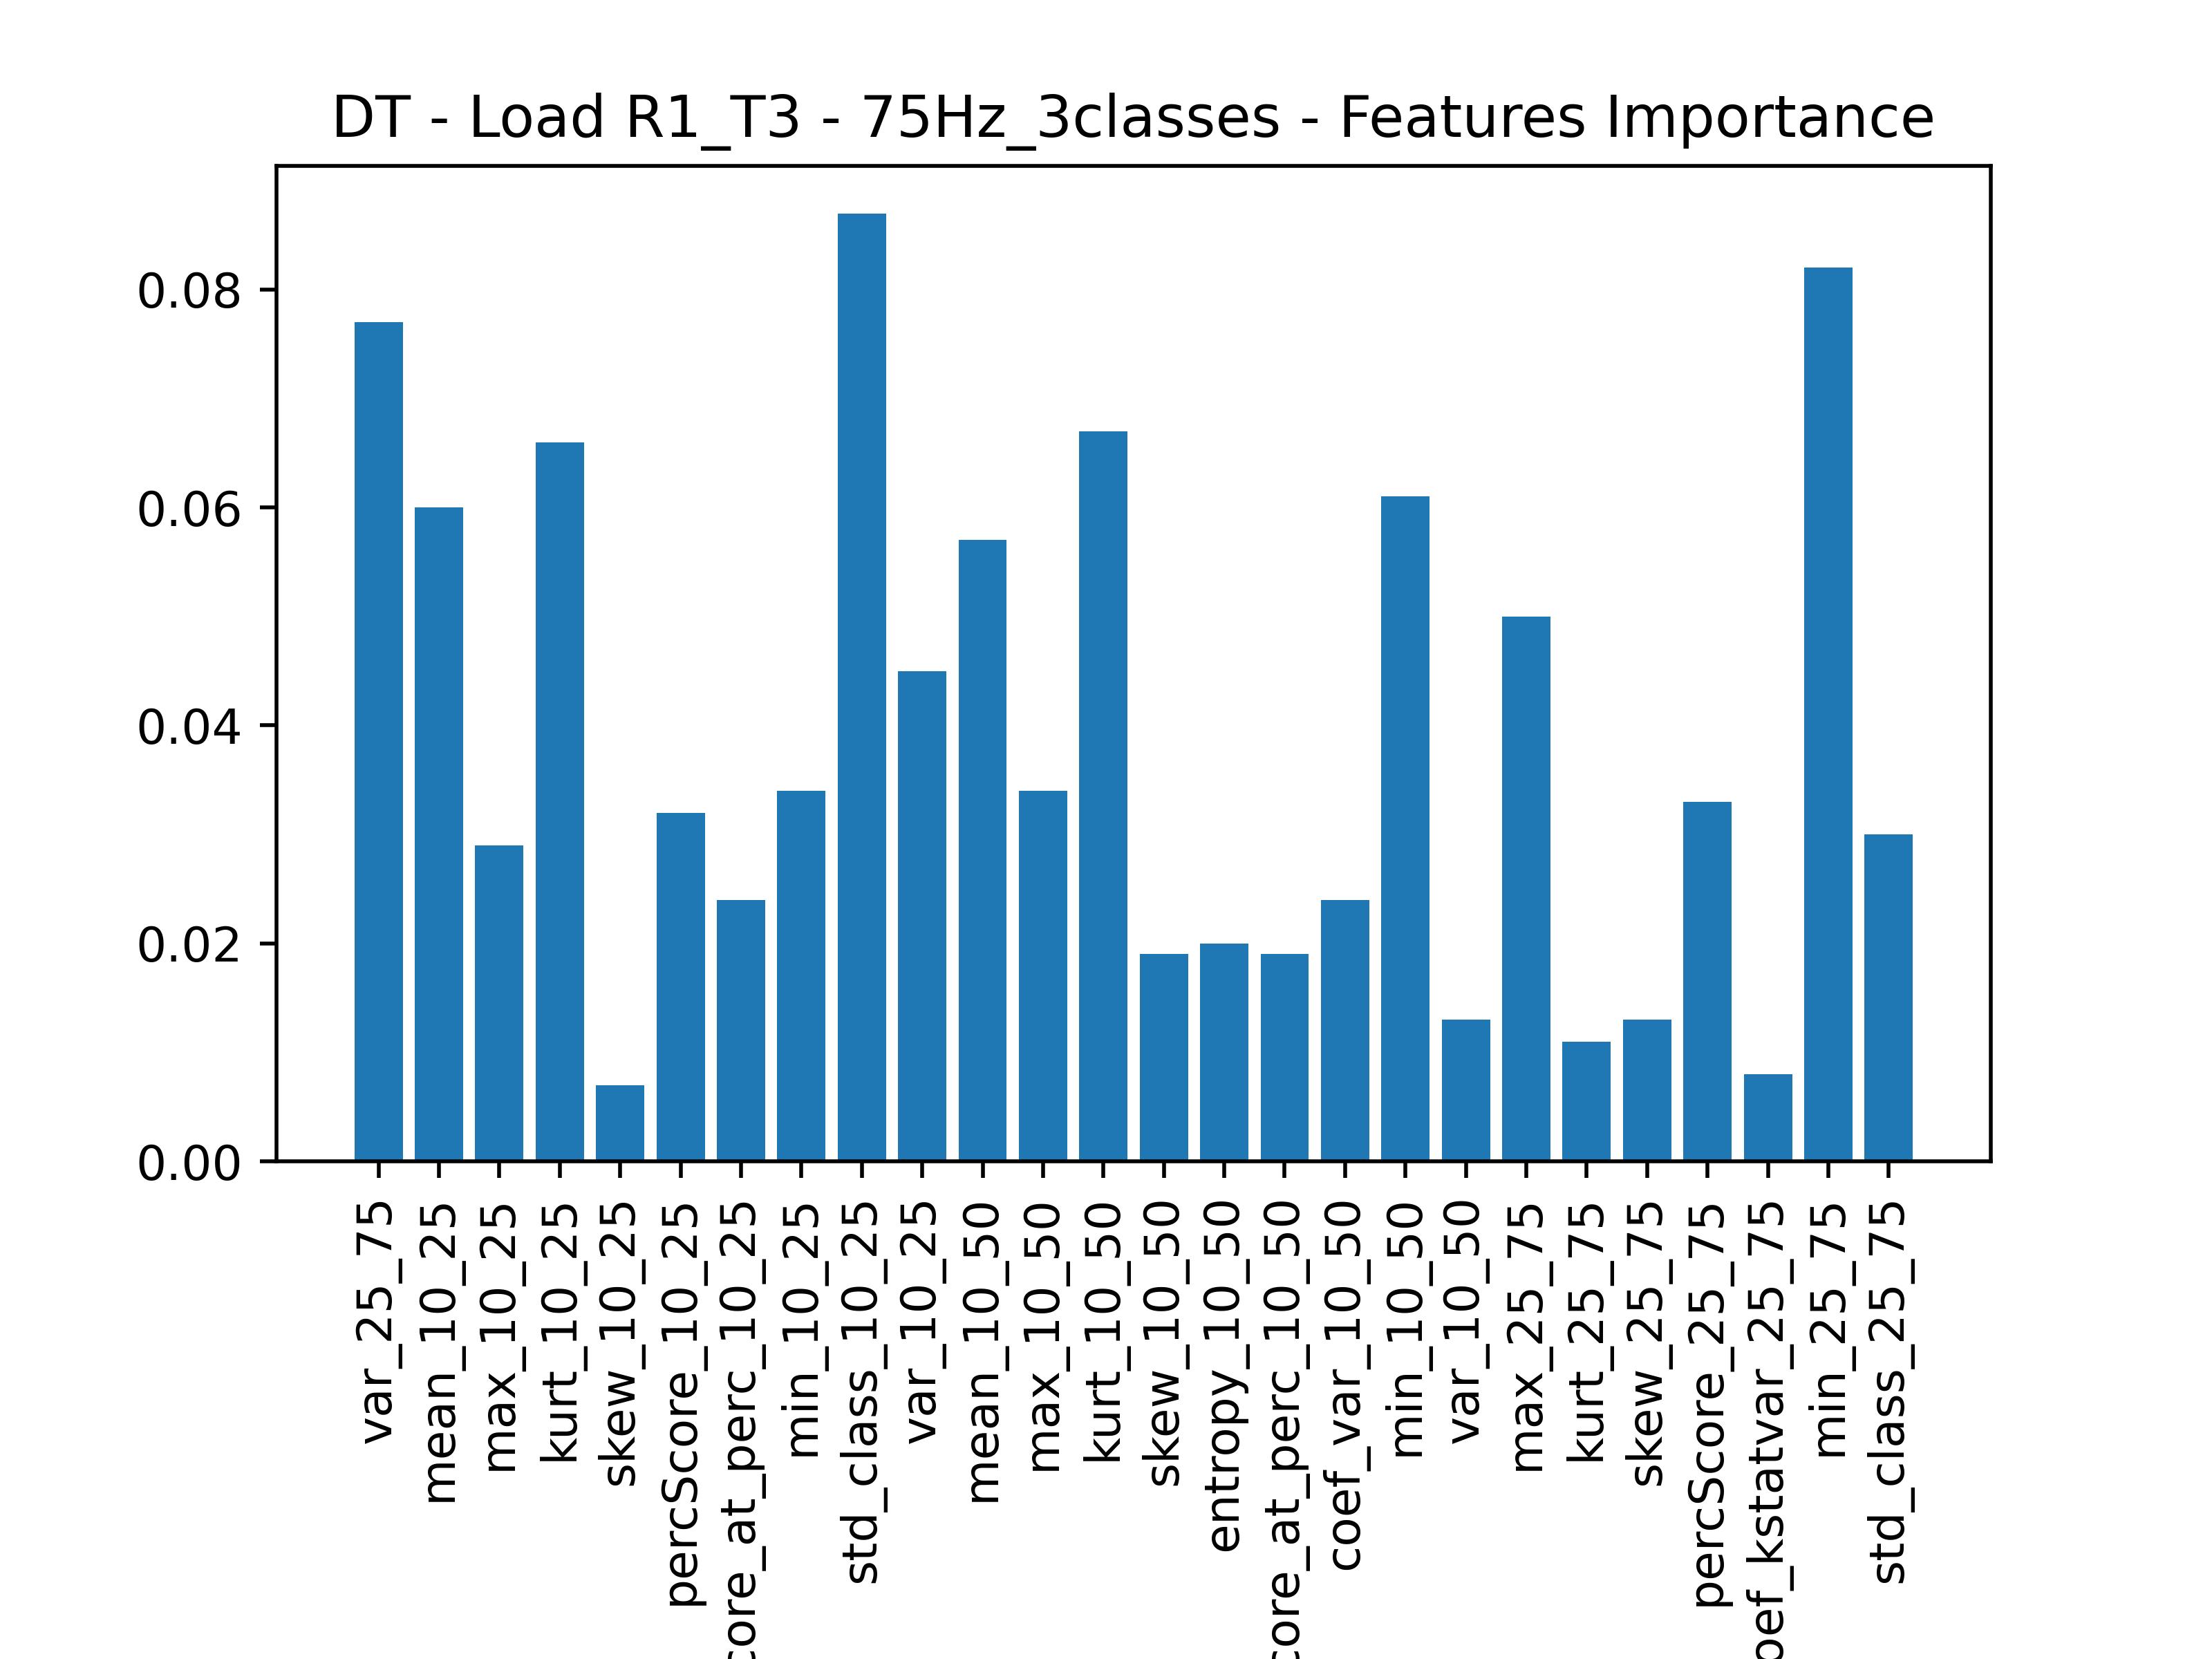 DT - Load R1_T3 - 75Hz_3classes - Features Importance
0.08
0.06
0.04
0.02
0.00
var_25_75
mean_10_25
max_10_25
kurt_10_25
skew_10_25
percScore_10_25
core_at_perc_10_25
min_10_25
std_class_10_25
var_10_25
mean_10_50
max_10_50
kurt_10_50
skew_10_50
entropy_10_50
core_at_perc_10_50
coef_var_10_50
min_10_50
var_10_50
max_25_75
kurt_25_75
skew_25_75
percScore_25_75
oef_kstatvar_25_75
min_25_75
std_class_25_75